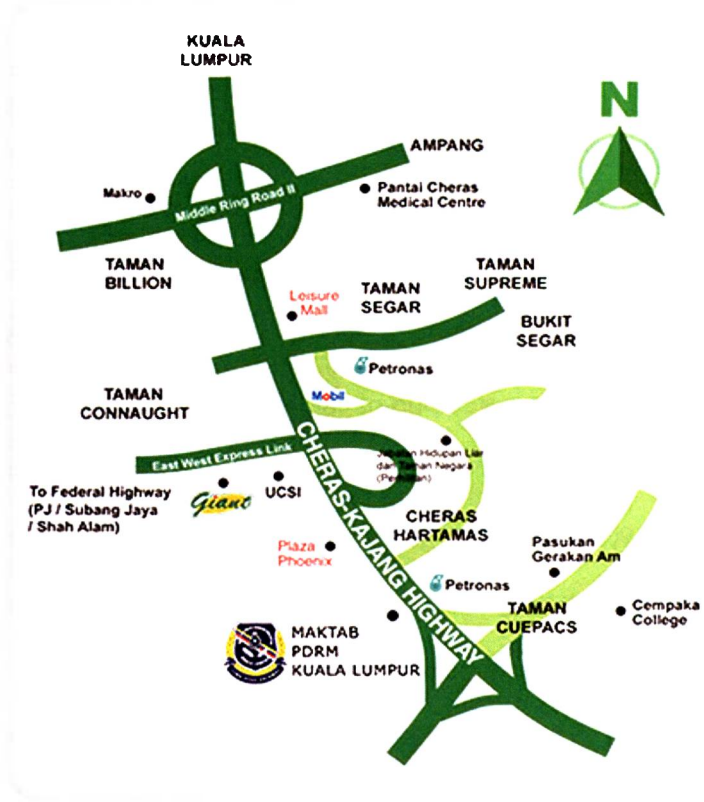 KUALA
LUMPUR
N
AMPANG
Makro
Middle Ring Road II
Pantai Cheras
Medical Centre
TAMAN
BILLION
TAMAN
SUPREME
Leisure
Mall
TAMAN
SEGAR
BUKIT
SEGAR
Petronas
TAMAN
CONNAUGHT
Mobil
CHERAS-KAJANG HIGHWAY
East West Express Link
Jabatan Hidupan Liar
dan Taman Negara
To Federal Highway
(PJ / Subang Jaya
/ Shah Alam)
Giant
UCSI
CHERAS
HARTAMAS
Plaza
Phoenix
Pasukan
Gerakan Am
Petronas
TAMAN
CUEPACS
Cempaka
College
MAKTAB
PDRM
KUALA LUMPUR